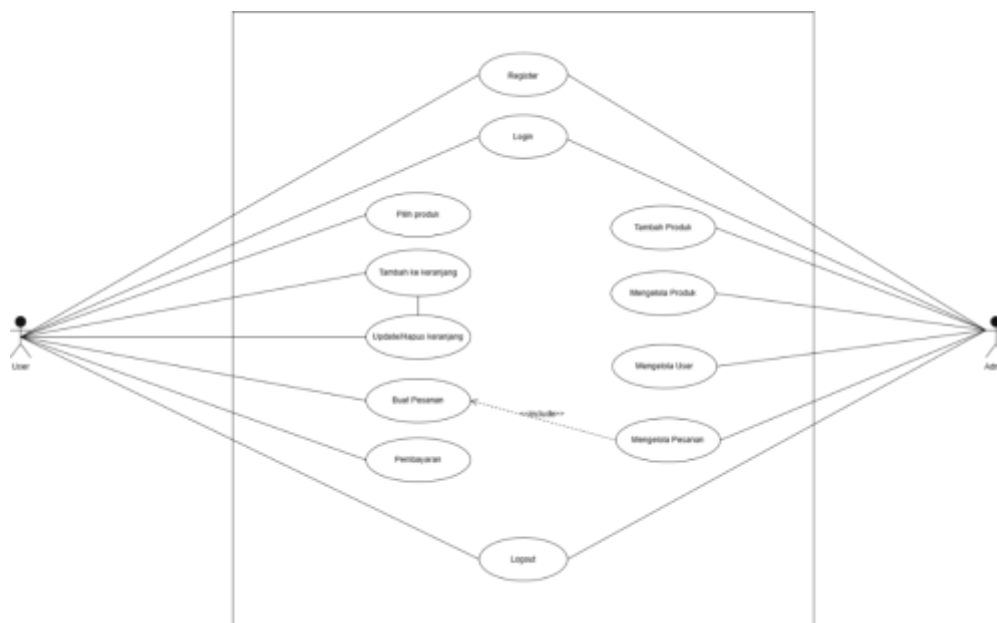 Register
Login
Pilih produk
Tambah Produk
Tambah ke keranjang
Mengelola Produk
Update/Hapus keranjang
User
Mengelola User
Adm
Buat Pesanan
<<include>>
Mengelola Pesanan
Pembayaran
Logout